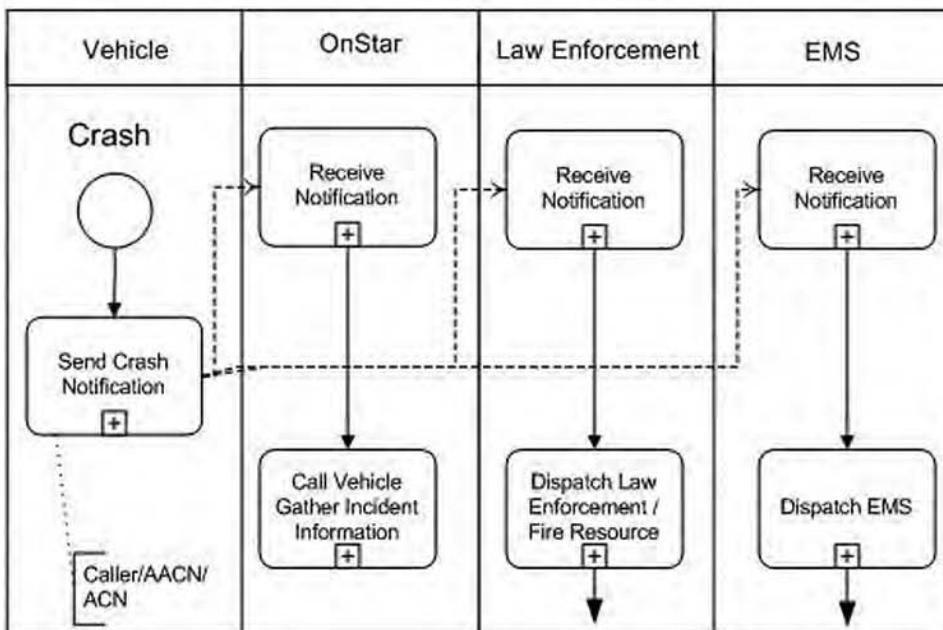 Vehicle
OnStar
Law Enforcement
EMS
Crash
Receive
Notification
+
Receive
Notification
+
Receive
Notification
+
Send Crash
Notification
+
Call Vehicle
Gather Incident
Information
+
Dispatch Law
Enforcement /
Fire Resource
+
Dispatch EMS
+
Caller/AACN/
ACN